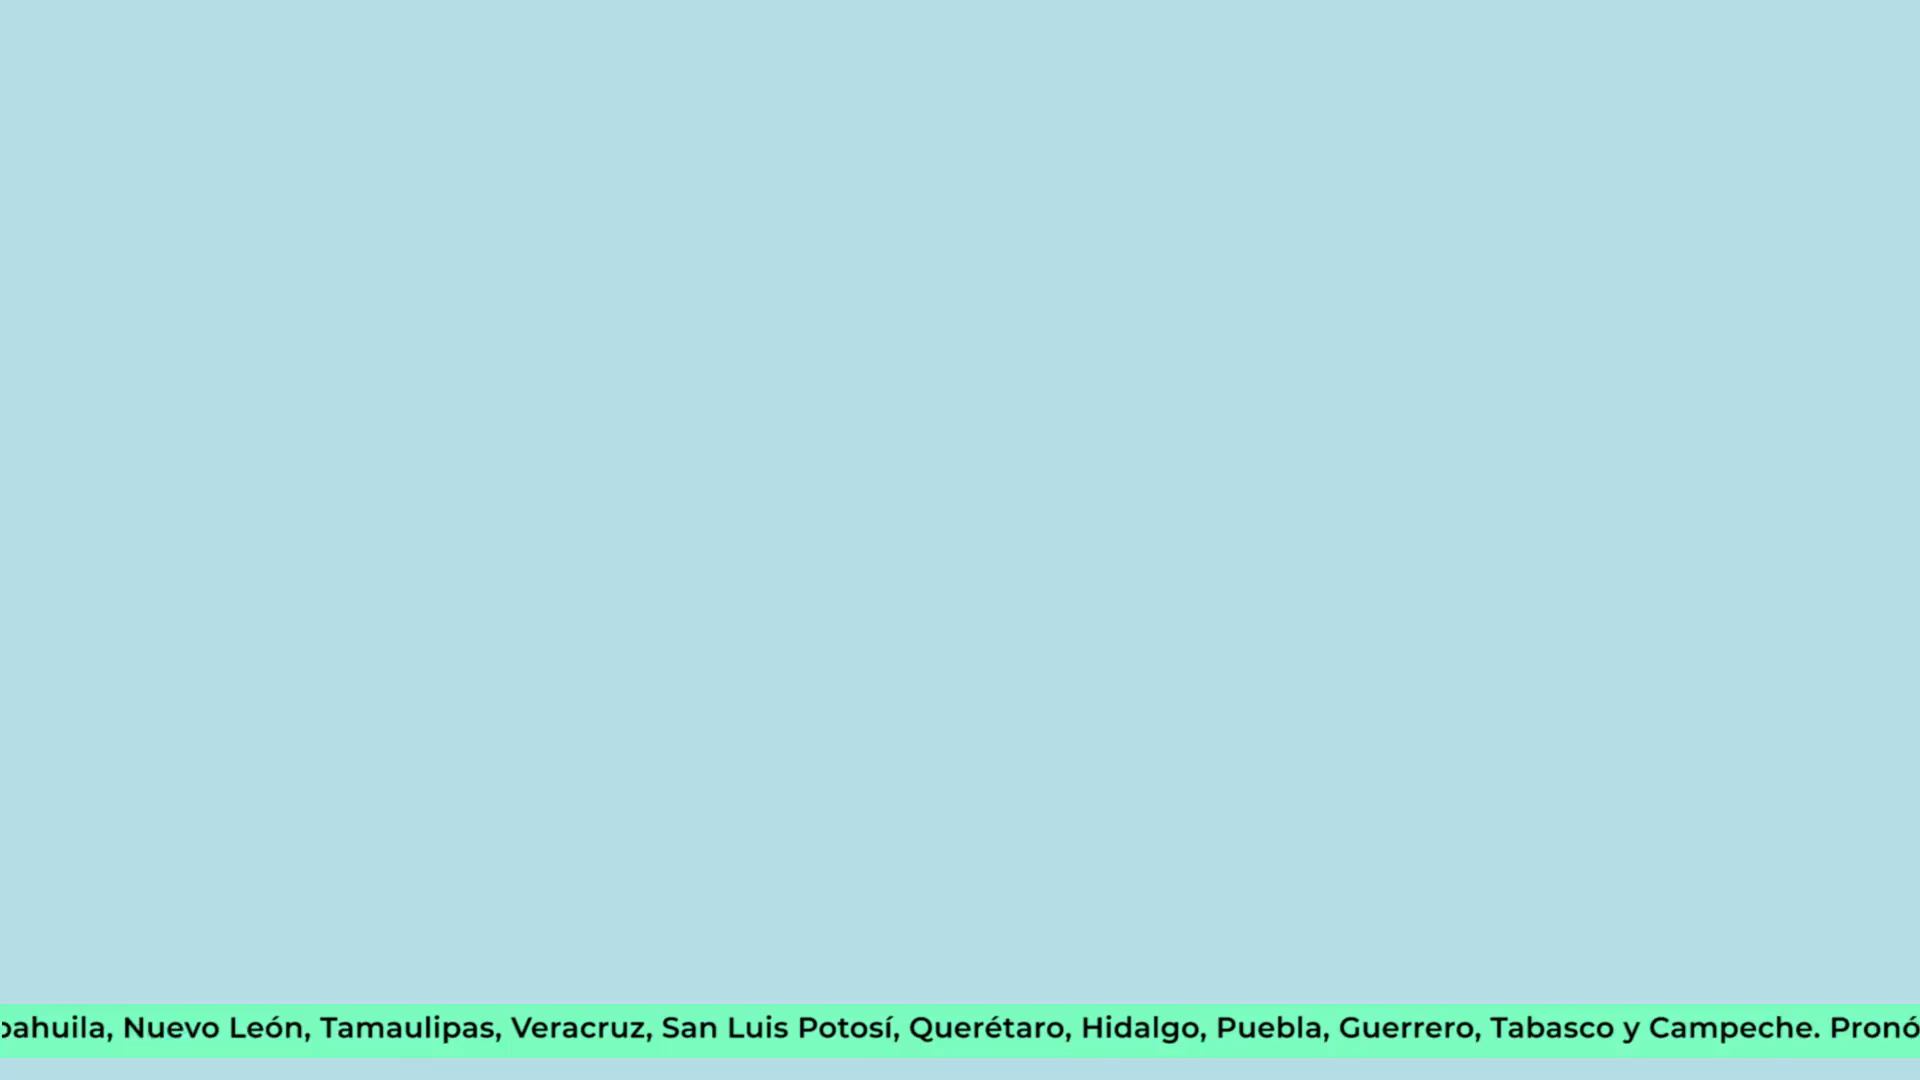 oahuila, Nuevo León, Tamaulipas, Veracruz, San Luis Potosí, Querétaro, Hidalgo, Puebla, Guerrero, Tabasco y Campeche. Pronó